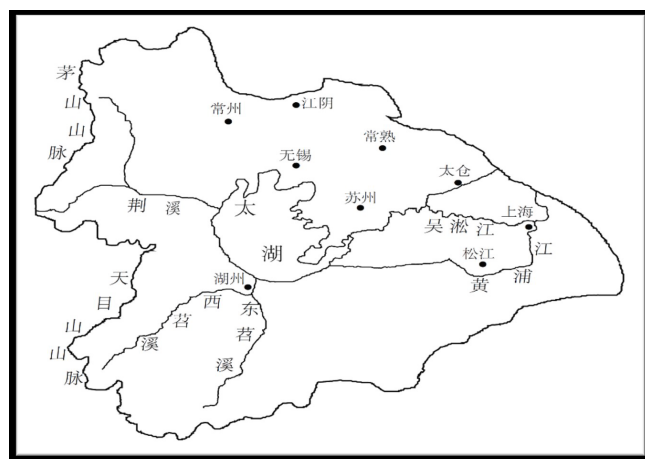 茅山山脉
常州
江阴
常熟
无锡
太仓
荆溪
太湖
苏州
吴淞江
上海
松江
黄浦江
天目山山脉
湖州
西苕溪
东苕溪